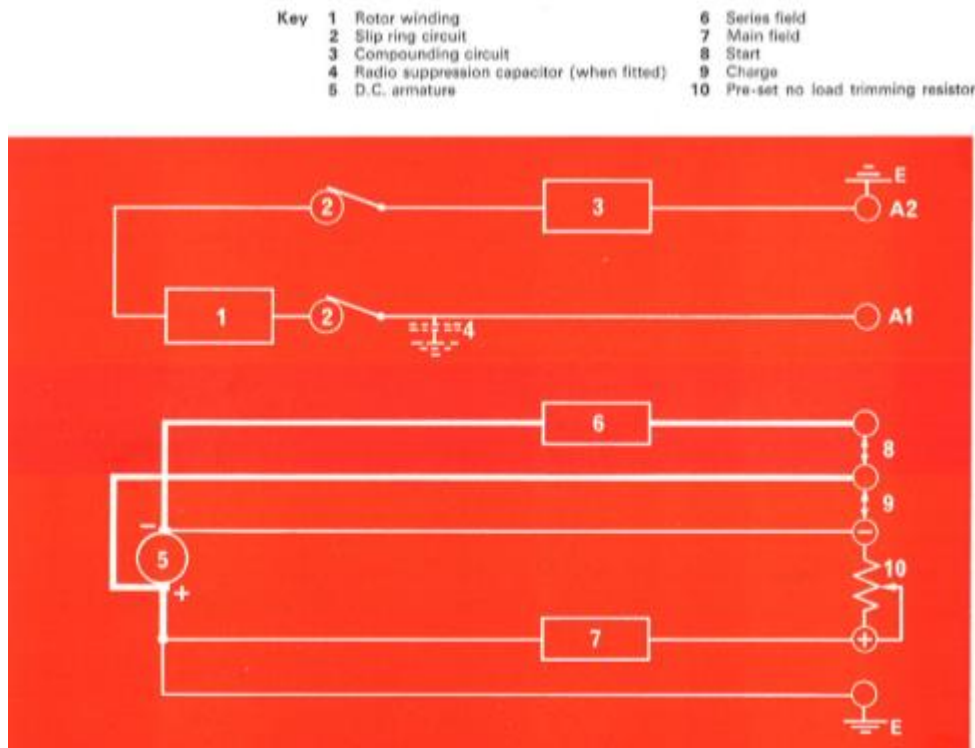 Key 1 Rotor winding
2 Slip ring circuit
3 Compounding circuit
4 Radio suppression capacitor (when fitted)
5 D.C. armature
6 Series field
7 Main field
8 Start
9 Charge
10 Pre-set no load trimming resistor
E
2 3 A2
1 2 4 A1
6
8
9
−
5
10
+
7 +
E